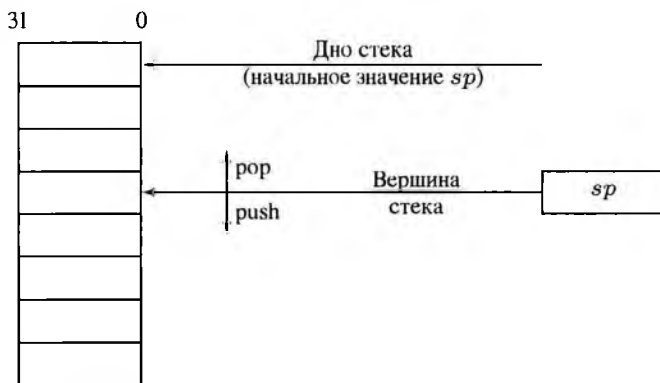 31 0
Дно стека
(начальное значение sp)
pop
Вершина
sp
push
стека